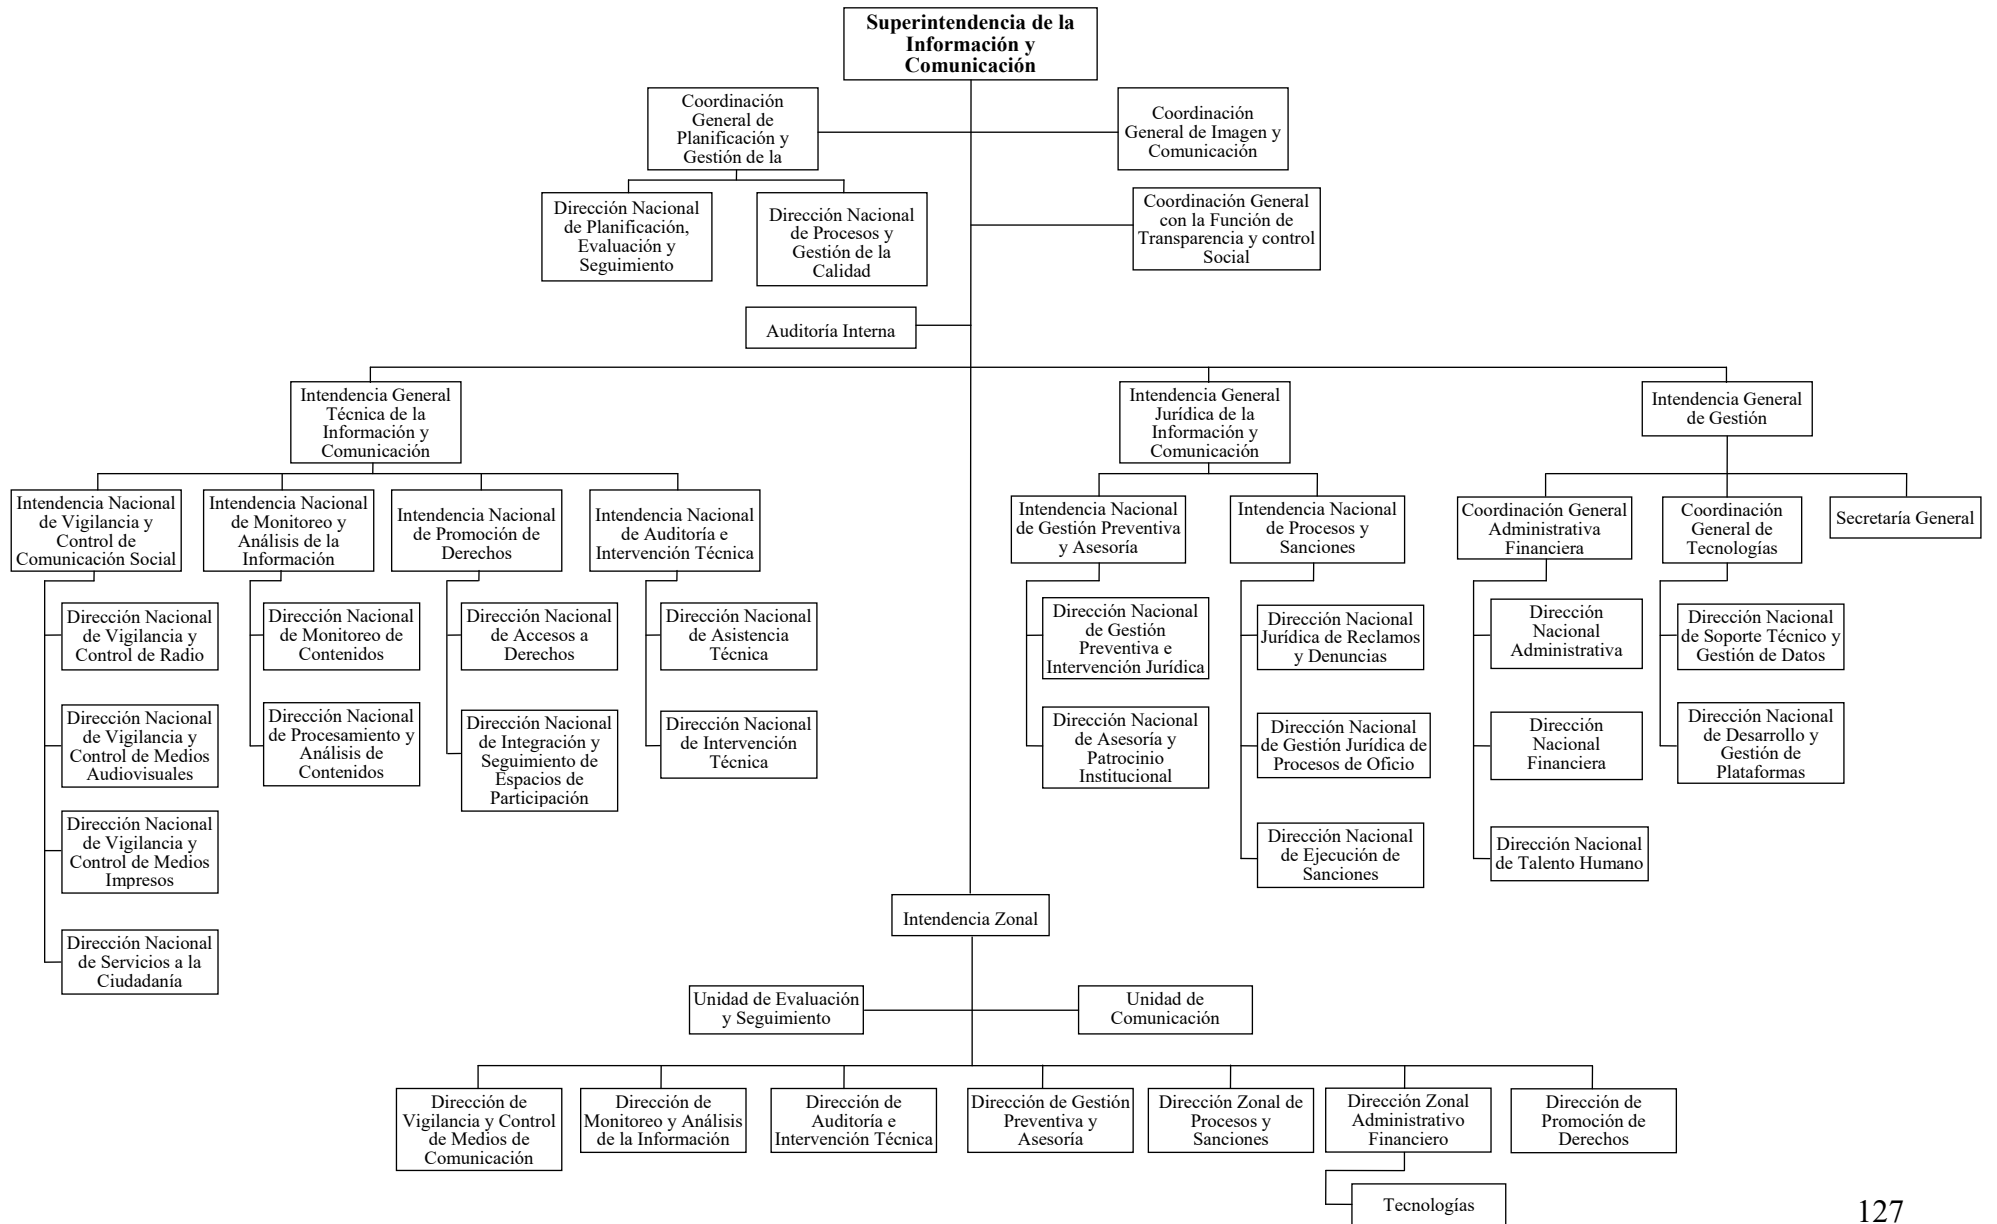 Superintendencia de la
Información y
Comunicación
Coordinación
General de
Planificación y
Gestión de la
Coordinación
General de Imagen y
Comunicación
Dirección Nacional
de Planificación,
Evaluación y
Seguimiento
Dirección Nacional
de Procesos y
Gestión de la
Calidad
Coordinación General
con la Función de
Transparencia y control
Social
Auditoría Interna
Intendencia General
Técnica de la
Información y
Comunicación
Intendencia General
Jurídica de la
Información y
Comunicación
Intendencia General
de Gestión
Intendencia Nacional
de Vigilancia y
Control de
Comunicación Social
Intendencia Nacional
de Monitoreo y
Análisis de la
Información
Intendencia Nacional
de Promoción de
Derechos
Intendencia Nacional
de Auditoría e
Intervención Técnica
Intendencia Nacional
de Gestión Preventiva
y Asesoría
Intendencia Nacional
de Procesos y
Sanciones
Coordinación General
Administrativa
Financiera
Coordinación
General de
Tecnologías
Secretaría General
Dirección Nacional
de Vigilancia y
Control de Radio
Dirección Nacional
de Monitoreo de
Contenidos
Dirección Nacional
de Accesos a
Derechos
Dirección Nacional
de Asistencia
Técnica
Dirección Nacional
de Gestión
Preventiva e
Intervención Jurídica
Dirección Nacional
Jurídica de Reclamos
y Denuncias
Dirección
Nacional
Administrativa
Dirección Nacional
de Soporte Técnico y
Gestión de Datos
Dirección Nacional
de Vigilancia y
Control de Medios
Audiovisuales
Dirección Nacional
de Procesamiento y
Análisis de
Contenidos
Dirección Nacional
de Integración y
Seguimiento de
Espacios de
Participación
Dirección Nacional
de Intervención
Técnica
Dirección Nacional
de Asesoría y
Patrocinio
Institucional
Dirección Nacional
de Gestión Jurídica de
Procesos de Oficio
Dirección
Nacional
Financiera
Dirección Nacional
de Desarrollo y
Gestión de
Plataformas
Dirección Nacional
de Vigilancia y
Control de Medios
Impresos
Dirección Nacional
de Ejecución de
Sanciones
Dirección Nacional
de Talento Humano
Dirección Nacional
de Servicios a la
Ciudadanía
Intendencia Zonal
Unidad de Evaluación
y Seguimiento
Unidad de
Comunicación
Dirección de
Vigilancia y Control
de Medios de
Comunicación
Dirección de
Monitoreo y Análisis
de la Información
Dirección de
Auditoría e
Intervención Técnica
Dirección de Gestión
Preventiva y
Asesoría
Dirección Zonal de
Procesos y
Sanciones
Dirección Zonal
Administrativo
Financiero
Dirección de
Promoción de
Derechos
Tecnologías
127